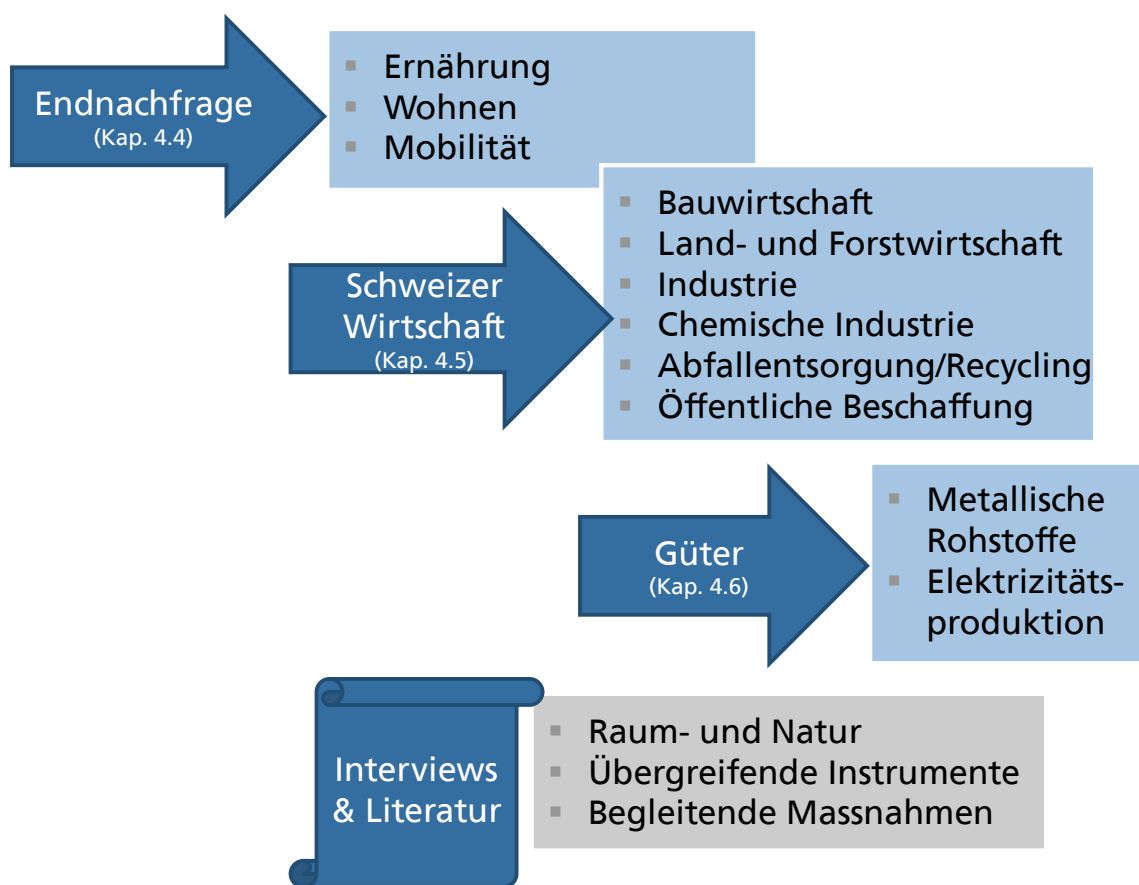 Endnachfrage
(Kap. 4.4)
▪ Ernährung
▪ Wohnen
▪ Mobilität
Schweizer
Wirtschaft
(Kap. 4.5)
▪ Bauwirtschaft
▪ Land- und Forstwirtschaft
▪ Industrie
▪ Chemische Industrie
▪ Abfallentsorgung/Recycling
▪ Öffentliche Beschaffung
Güter
(Kap. 4.6)
▪ Metallische
Rohstoffe
▪ Elektrizitäts-
produktion
Interviews
& Literatur
▪ Raum- und Natur
▪ Übergreifende Instrumente
▪ Begleitende Massnahmen